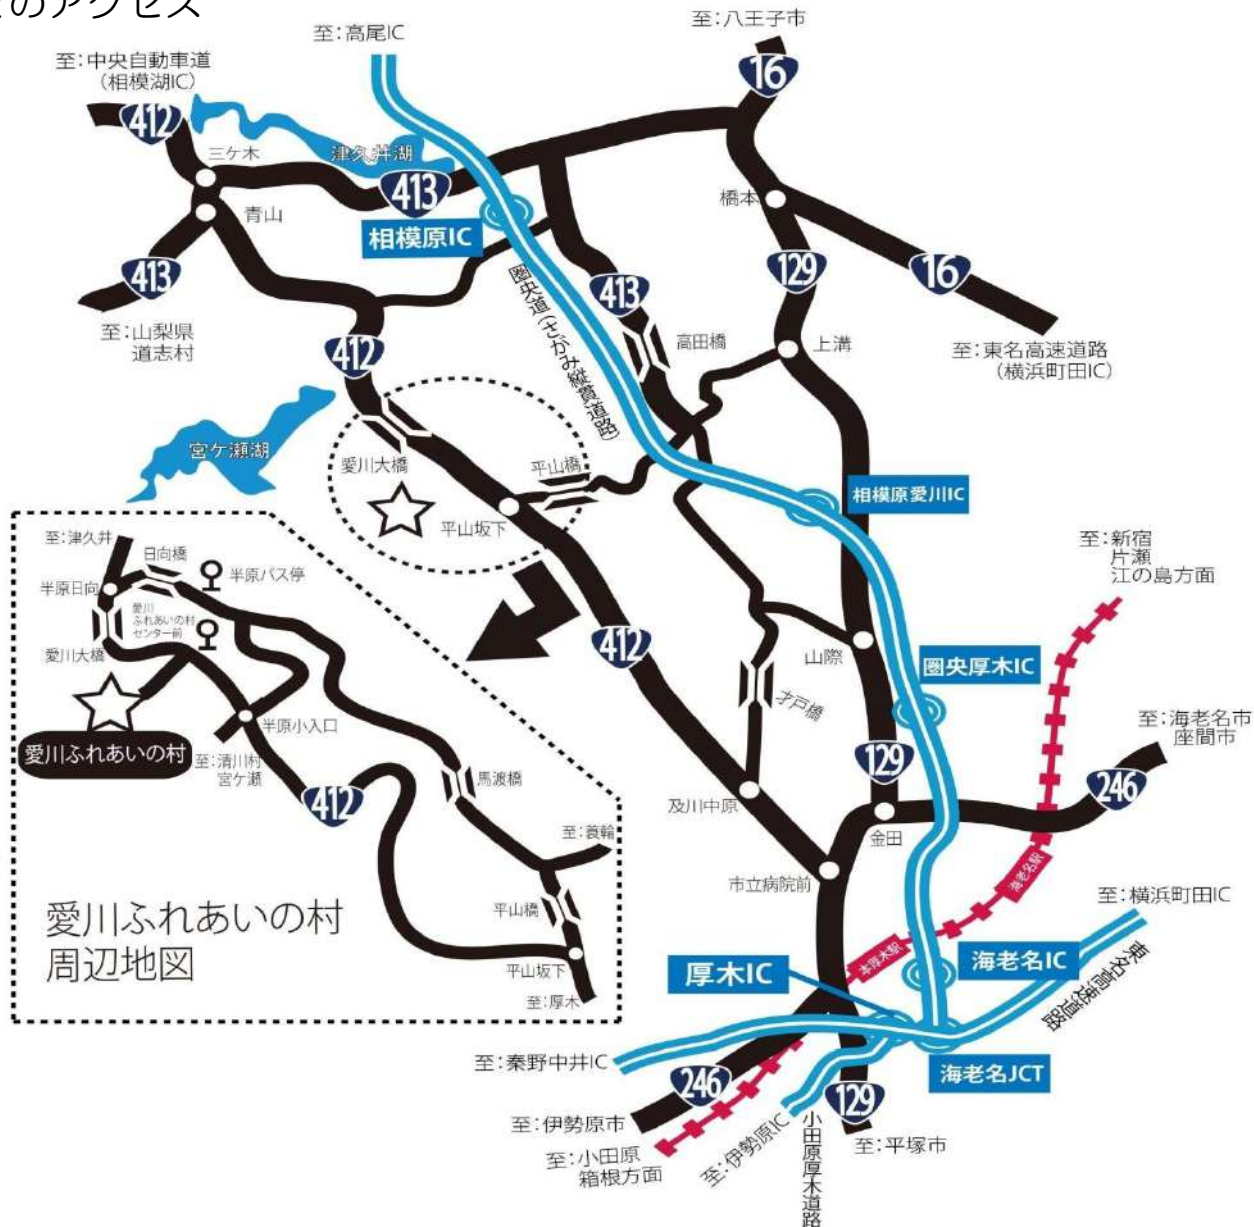 のアクセス
至:高尾IC
至:八王子市
至:中央自動車道
(相模湖IC)
16
412
三ケ木
津久井湖
413
青山
橋本
相模原IC
413
129
16
413
圏央道(さがみ縦貫道路)
至:山梨県
道志村
高田橋
上溝
至:東名高速道路
(横浜町田IC)
412
宮ケ瀬湖
愛川大橋
平山橋
相模原愛川IC
平山坂下
至:新宿
片瀬
江の島方面
至:津久井
日向橋
半原バス停
半原日向
愛川
ふれあいの村
センター前
愛川大橋
412
山際
圏央厚木IC
才戸橋
半原小入口
愛川ふれあいの村
至:清川村
宮ケ瀬
至:海老名市
座間市
馬渡橋
129
246
412
及川中原
金田
至:蓑輪
海老名駅
市立病院前
至:横浜町田IC
愛川ふれあいの村
周辺地図
平山橋
本厚木駅
海老名IC
厚木IC
東名高速道路
平山坂下
至:厚木
至:秦野中井IC
海老名JCT
246
129
至:伊勢原市
至:伊勢原IC
小田原厚木道路
至:平塚市
至:小田原
箱根方面